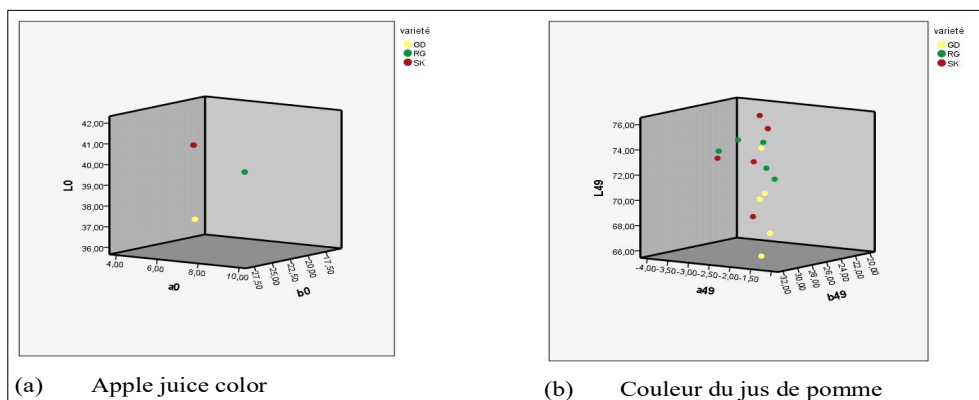 varieté
GD
RG
SK
42,00
41,00
40,00
39,00
38,00
37,00
36,00
L0
4,00
6,00
8,00
10,00
a0
27,50
25,00
22,50
20,00
17,50
b0
(a) Apple juice color
varieté
GD
RG
SK
76,00
74,00
72,00
70,00
68,00
66,00
L49
-4,00
-3,50
-3,00
-2,50
-2,00
-1,50
a49
32,00
30,00
28,00
26,00
24,00
22,00
20,00
b49
(b) Couleur du jus de pomme